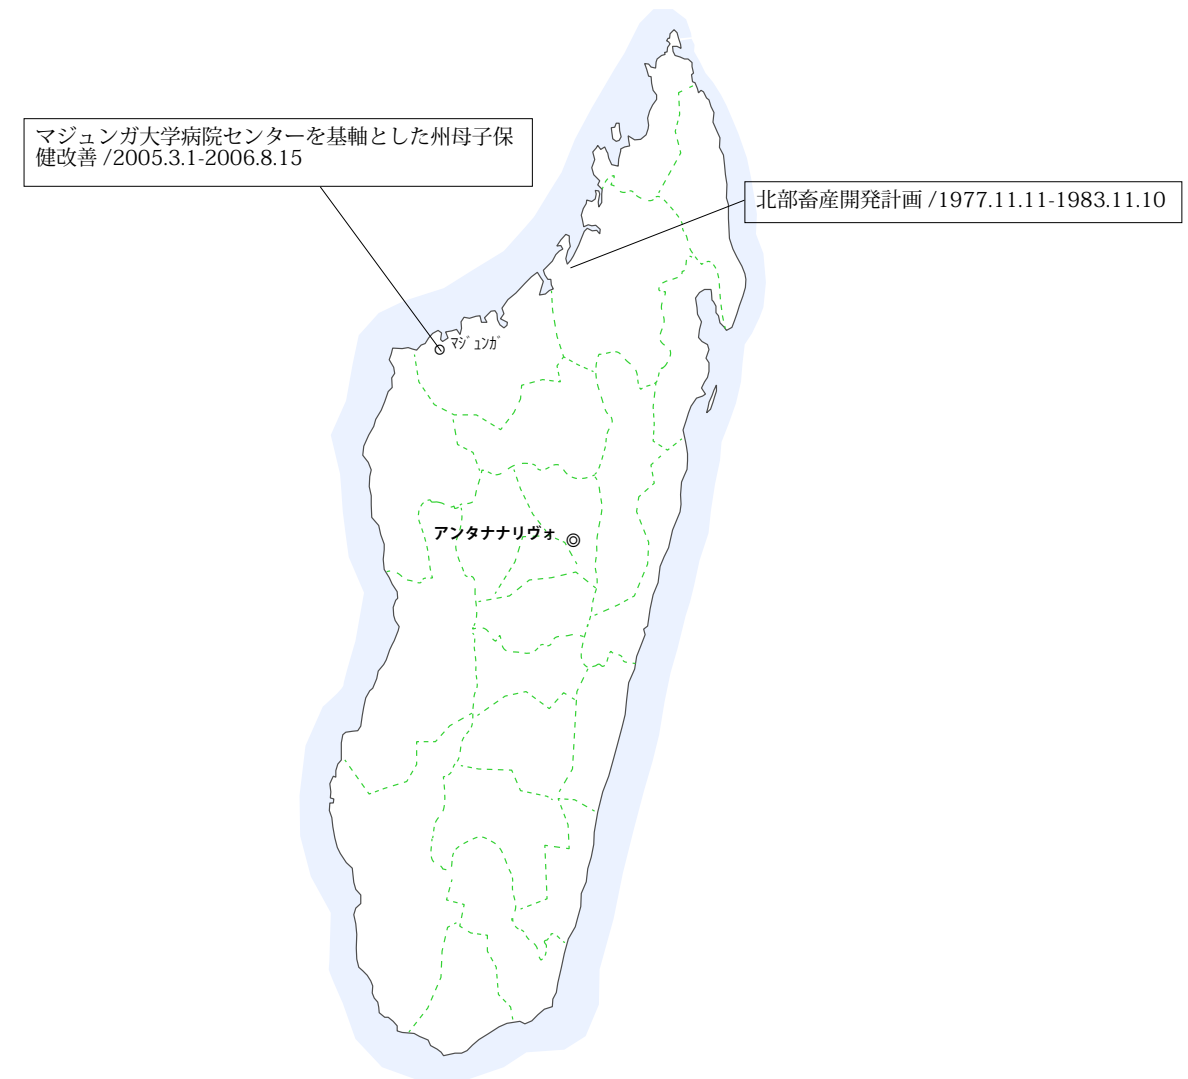 マジュンガ大学病院センターを基軸とした州母子保
健改善 /2005.3.1-2006.8.15
北部畜産開発計画 /1977.11.11-1983.11.10
ﾏｼﾞｭﾝｶﾞ
アンタナナリヴォ